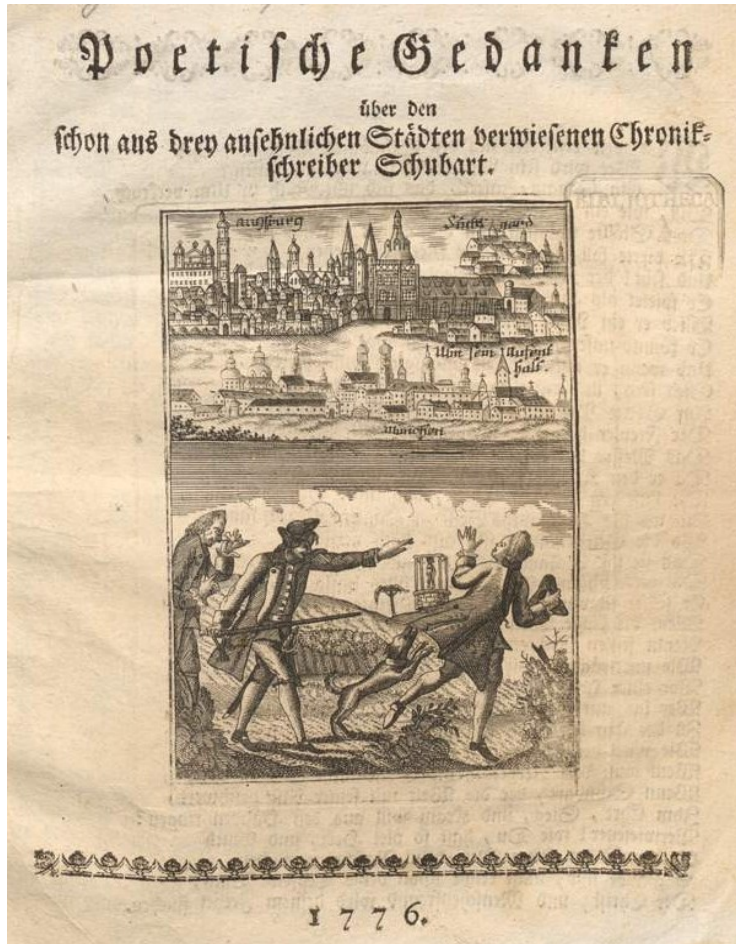 Poetiſche Gedanken
über den
ſchon aus drey anſehnlichen Städten verwieſenen Chronik-
ſchreiber Schubart.
Augſpurg
Stutt gard
Ulm ſein Aufent
halt.
München
1776.